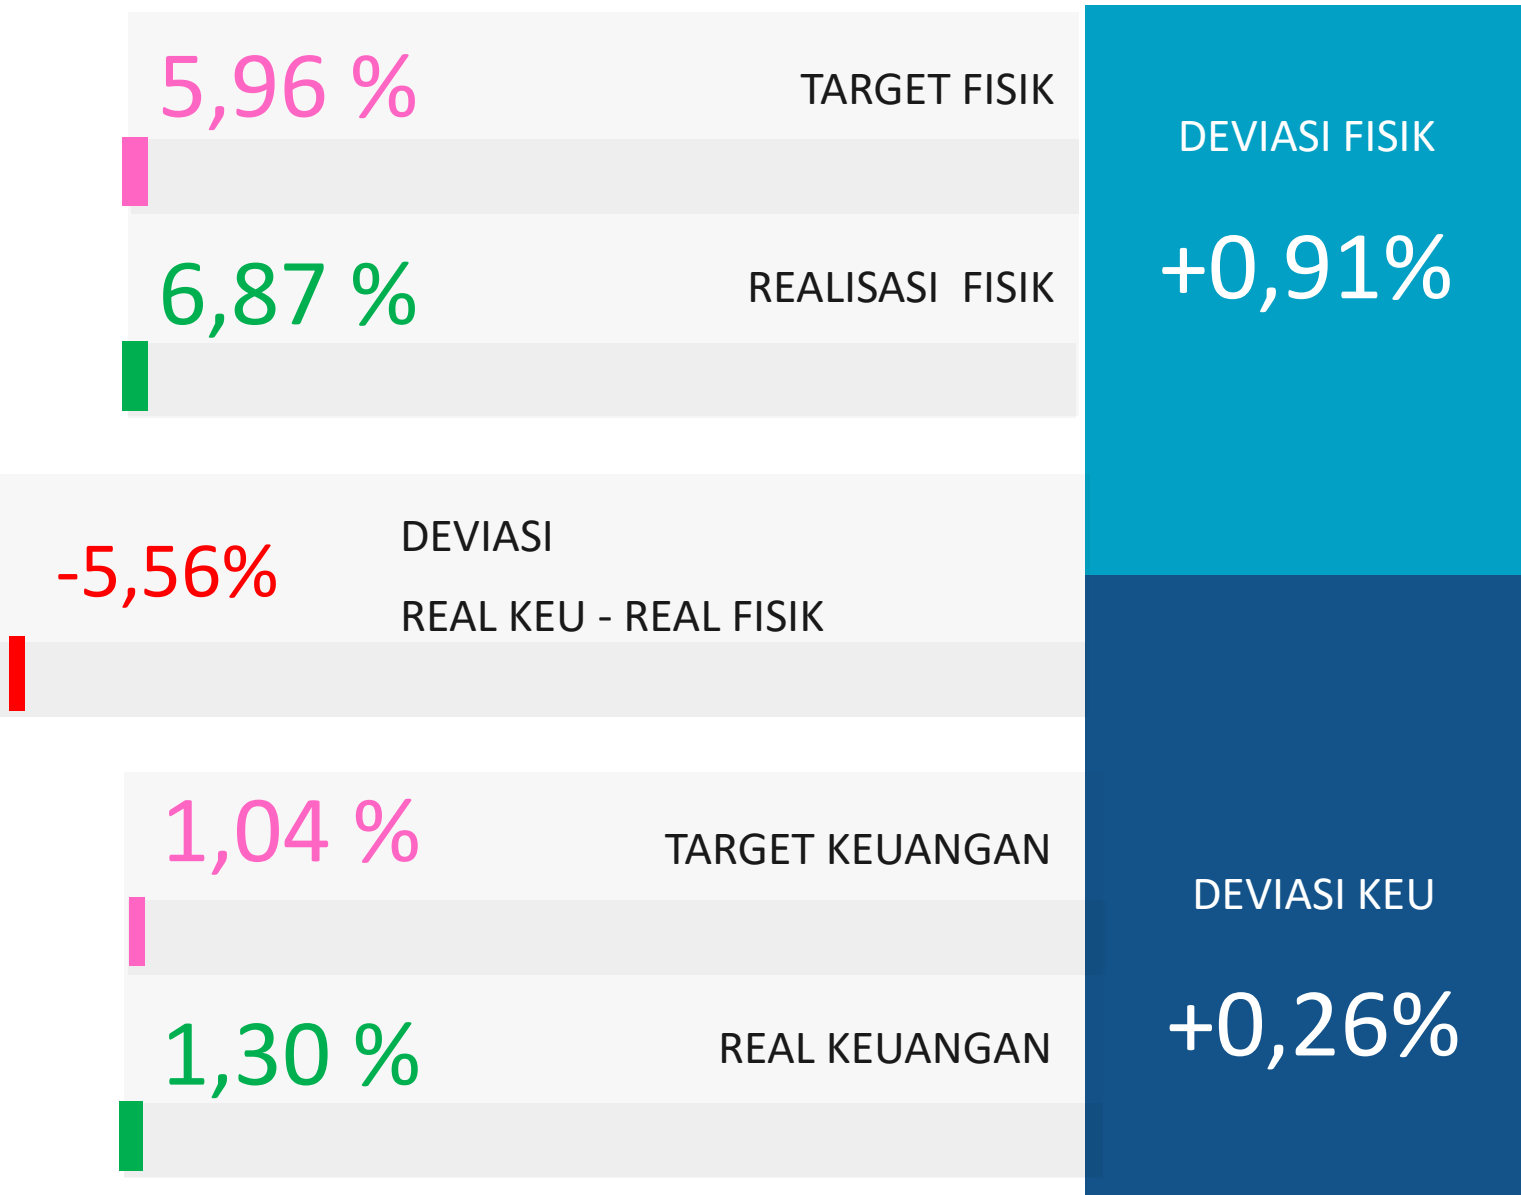 5,96 %
TARGET FISIK
6,87 %
REALISASI  FISIK
DEVIASI FISIK
+0,91%
-5,56%
DEVIASI
REAL KEU - REAL FISIK
1,04 %
TARGET KEUANGAN
1,30 %
REAL KEUANGAN
DEVIASI KEU
+0,26%